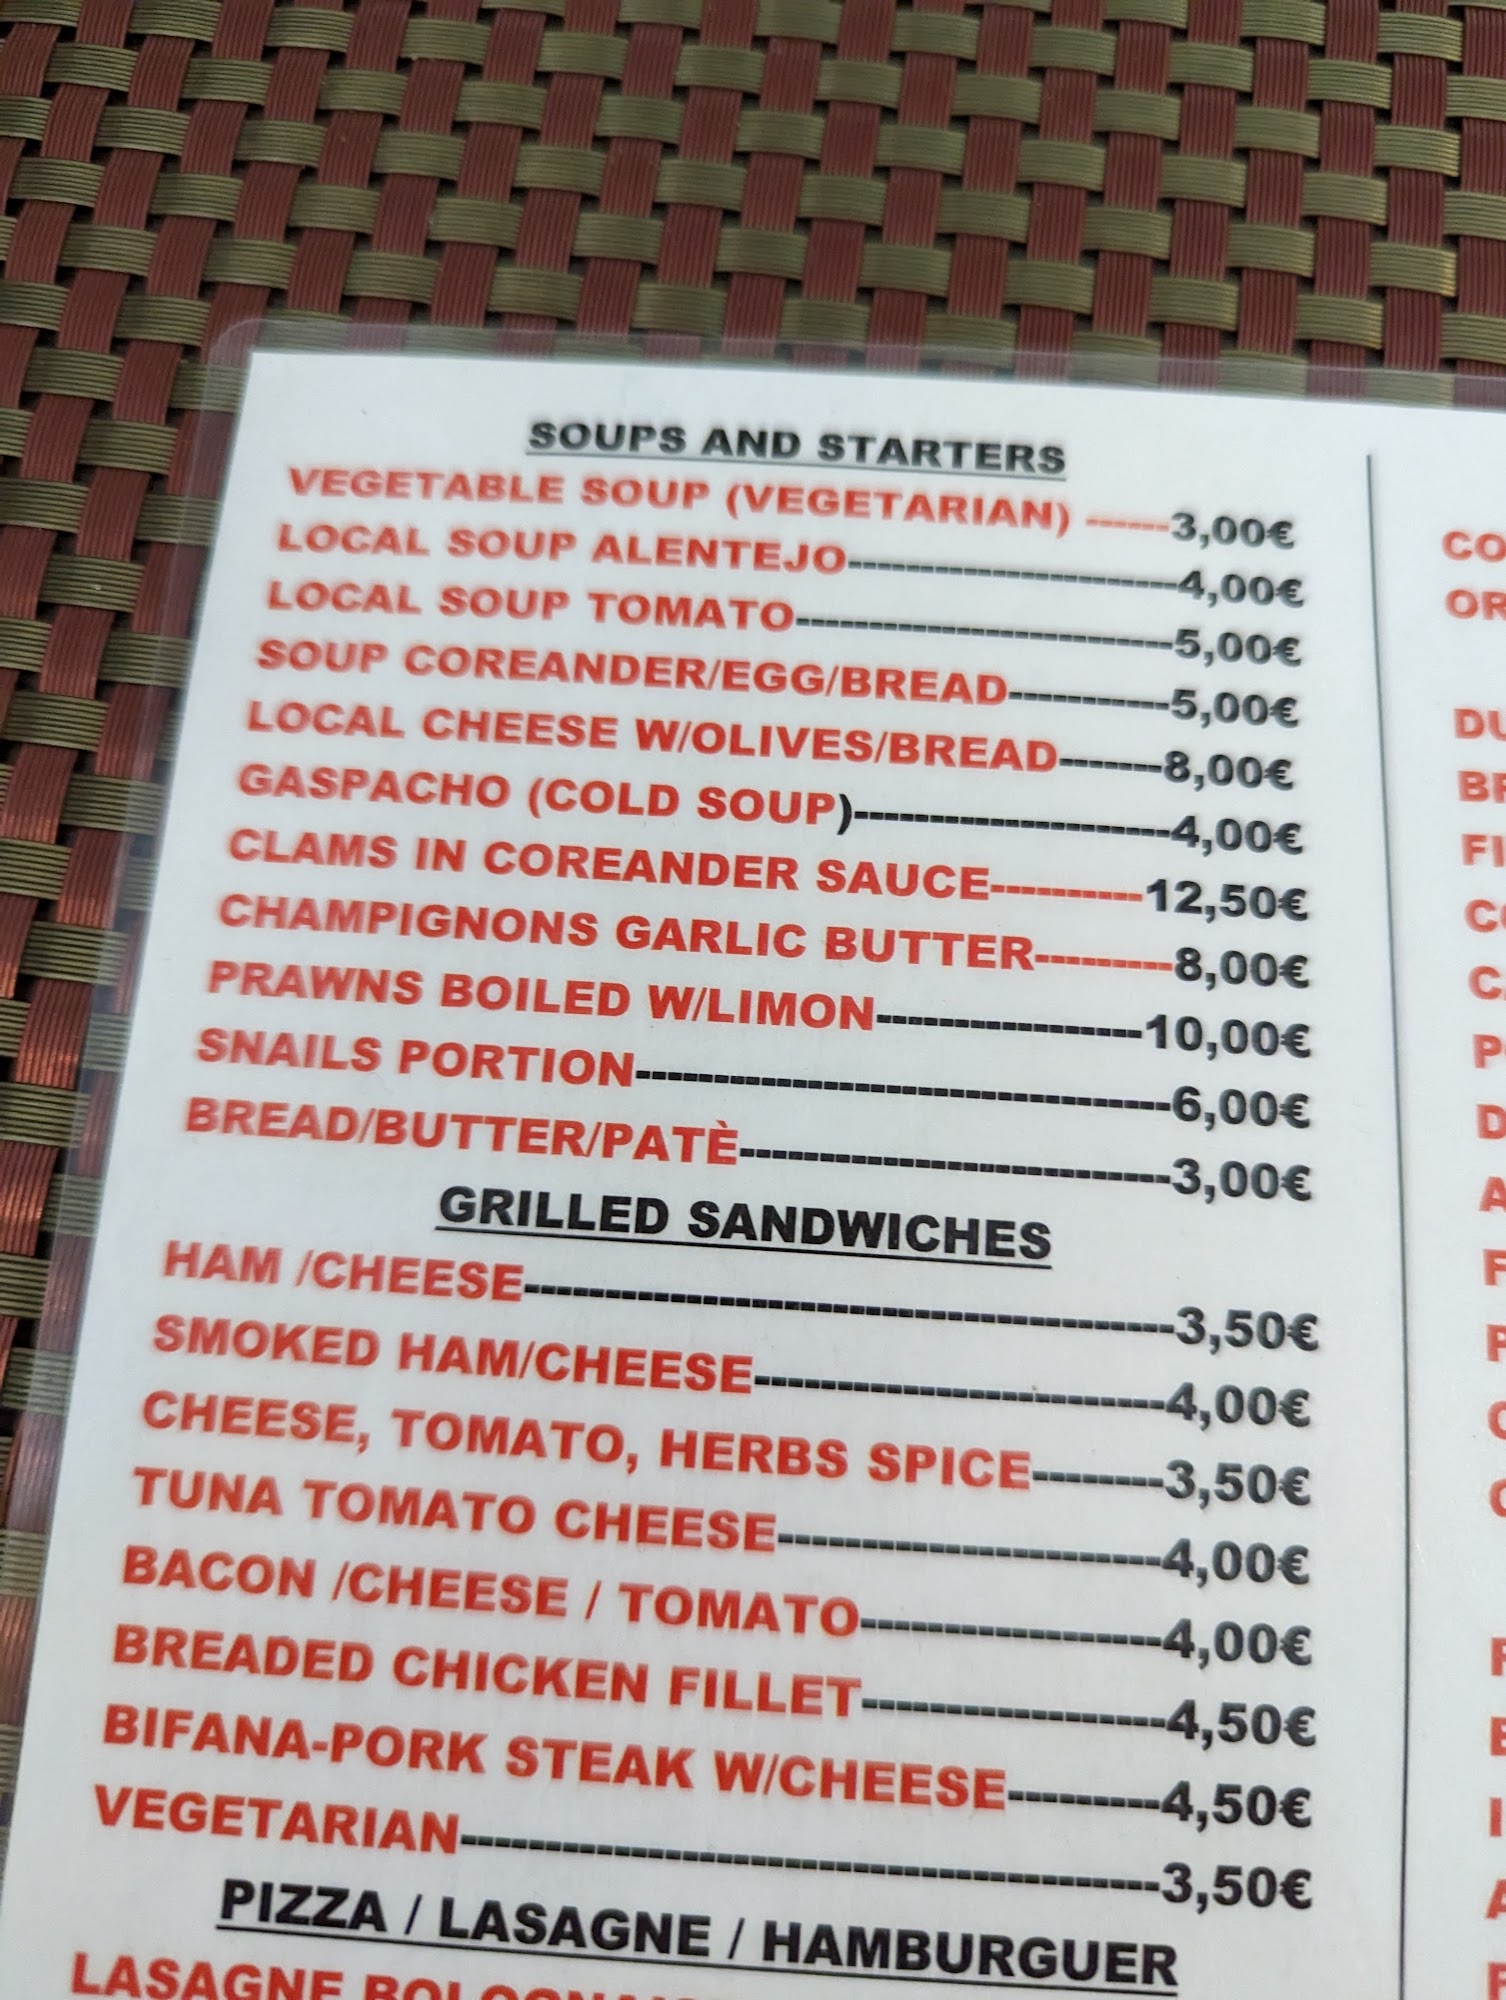 SOUPS AND STARTERS
VEGETABLE SOUP (VEGETARIAN) ------3,00€
LOCAL SOUP ALENTEJO----------------------4,00€
LOCAL SOUP TOMATO-------------------------5,00€
SOUP COREANDER/EGG/BREAD-----------5,00€
LOCAL CHEESE W/OLIVES/BREAD-------8,00€
GASPACHO (COLD SOUP)---------------------4,00€
CLAMS IN COREANDER SAUCE----------12,50€
CHAMPIGNONS GARLIC BUTTER---------8,00€
PRAWNS BOILED W/LIMON-----------------10,00€
SNAILS PORTION----------------------------------6,00€
BREAD/BUTTER/PATÈ---------------------------3,00€
GRILLED SANDWICHES
HAM /CHEESE---------------------------------------3,50€
SMOKED HAM/CHEESE-------------------------4,00€
CHEESE, TOMATO, HERBS SPICE--------3,50€
TUNA TOMATO CHEESE-----------------------4,00€
BACON /CHEESE / TOMATO------------------4,00€
BREADED CHICKEN FILLET------------------4,50€
BIFANA-PORK STEAK W/CHEESE---------4,50€
VEGETARIAN----------------------------------------3,50€
PIZZA / LASAGNE / HAMBURGUER
LASAGNE